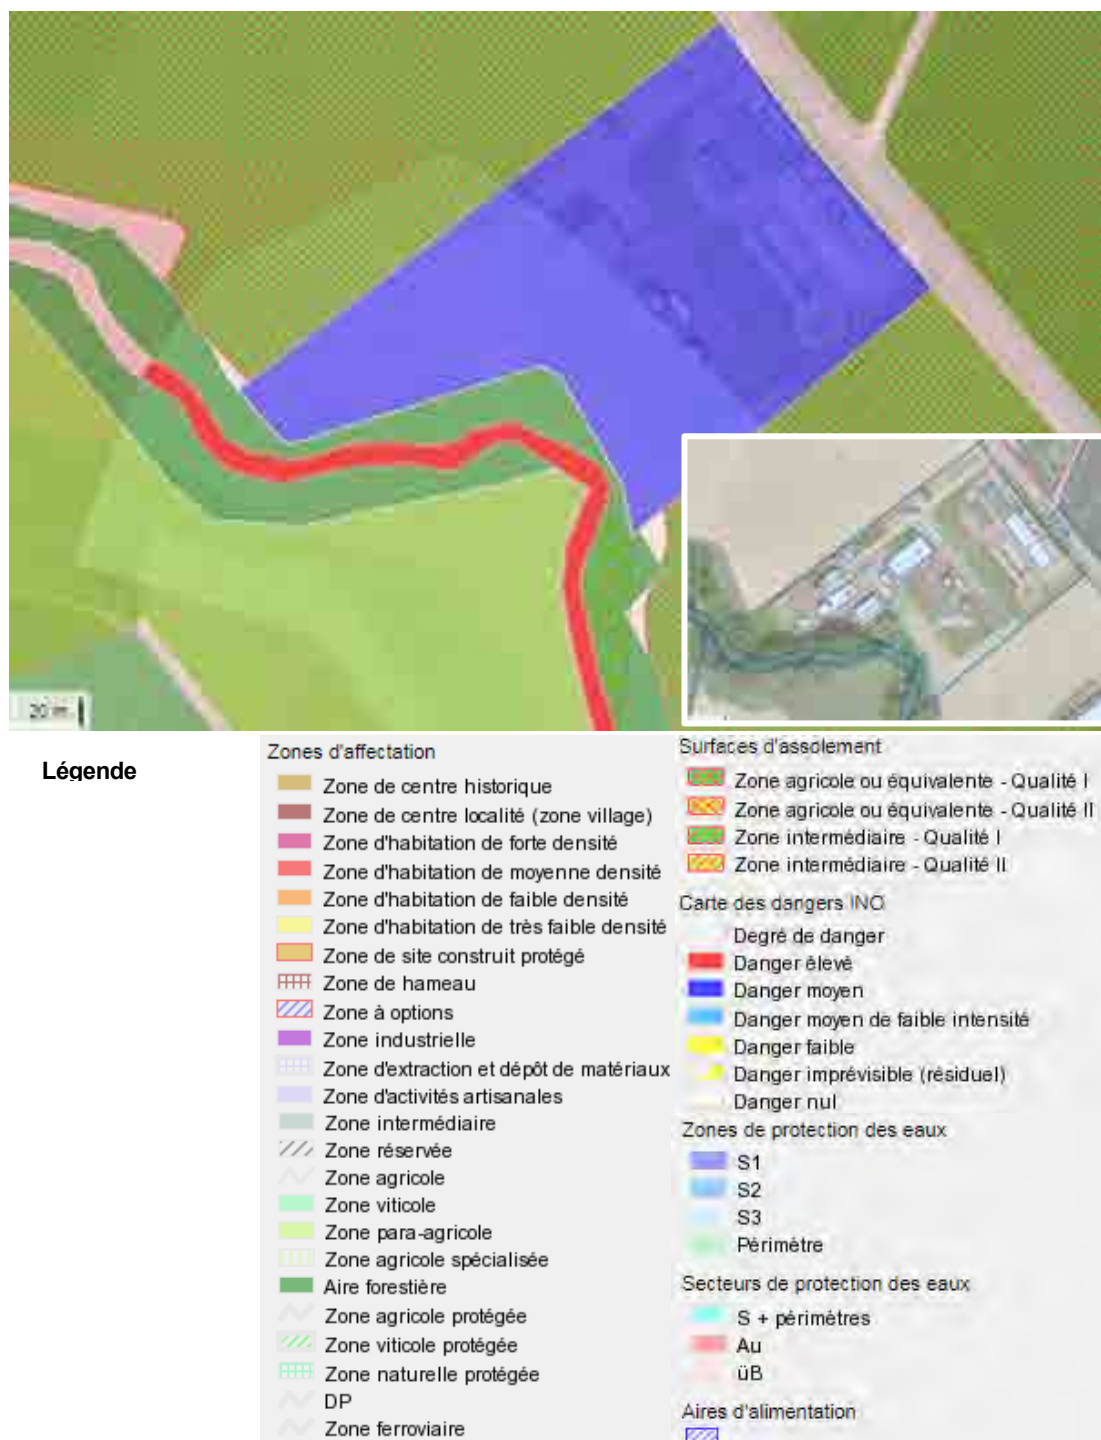 20 m
Légende
Zones d'affectation
Zone de centre historique
Zone de centre localité (zone village)
Zone d'habitation de forte densité
Zone d'habitation de moyenne densité
Zone d'habitation de faible densité
Zone d'habitation de très faible densité
Zone de site construit protégé
Zone de hameau
Zone à options
Zone industrielle
Zone d'extraction et dépôt de matériaux
Zone d'activités artisanales
Zone intermédiaire
Zone réservée
Zone agricole
Zone viticole
Zone para-agricole
Zone agricole spécialisée
Aire forestière
Zone agricole protégée
Zone viticole protégée
Zone naturelle protégée
DP
Zone ferroviaire
Surfaces d'assolement
Zone agricole ou équivalente - Qualité I
Zone agricole ou équivalente - Qualité II
Zone intermédiaire - Qualité I
Zone intermédiaire - Qualité II
Carte des dangers INO
Degré de danger
Danger élevé
Danger moyen
Danger moyen de faible intensité
Danger faible
Danger imprévisible (résiduel)
Danger nul
Zones de protection des eaux
S1
S2
S3
Périmètre
Secteurs de protection des eaux
S + périmètres
Au
üB
Aires d'alimentation